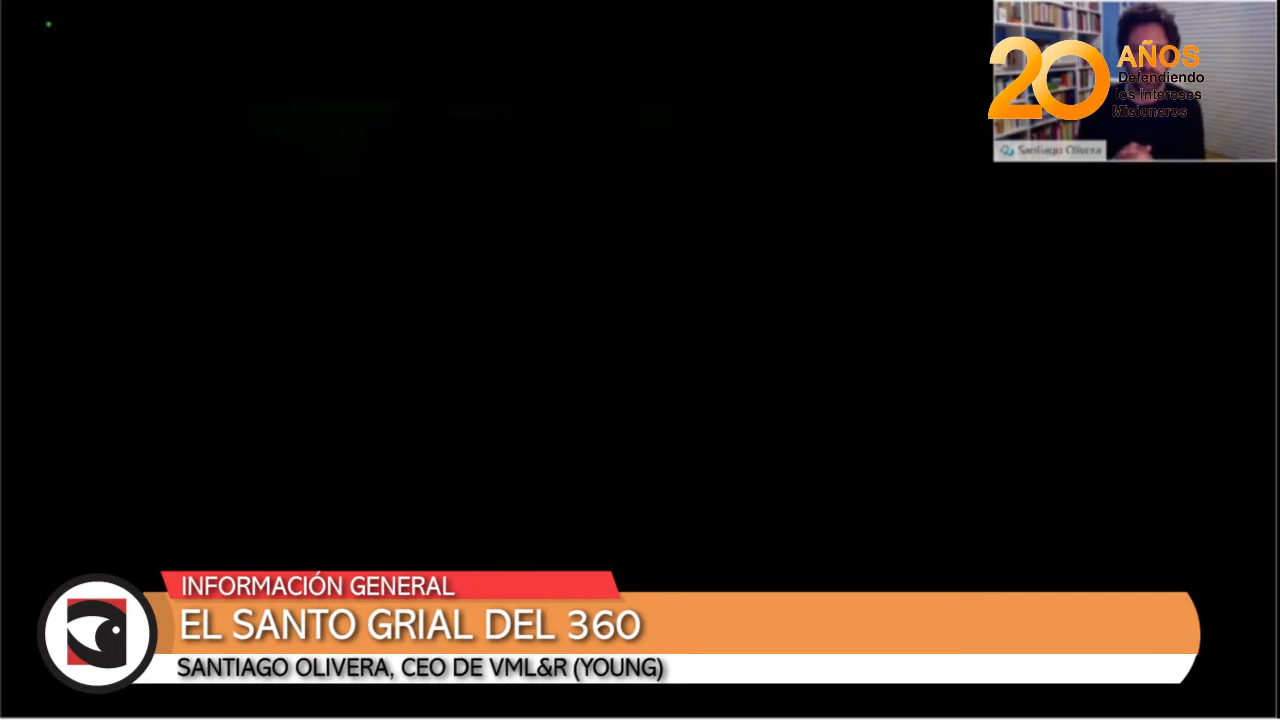 20 AÑOS
Defendiendo
los intereses
Misioneros
Santiago Olivera
INFORMACIÓN GENERAL
EL SANTO GRIAL DEL 360
SANTIAGO OLIVERA, CEO DE VML&R (YOUNG)